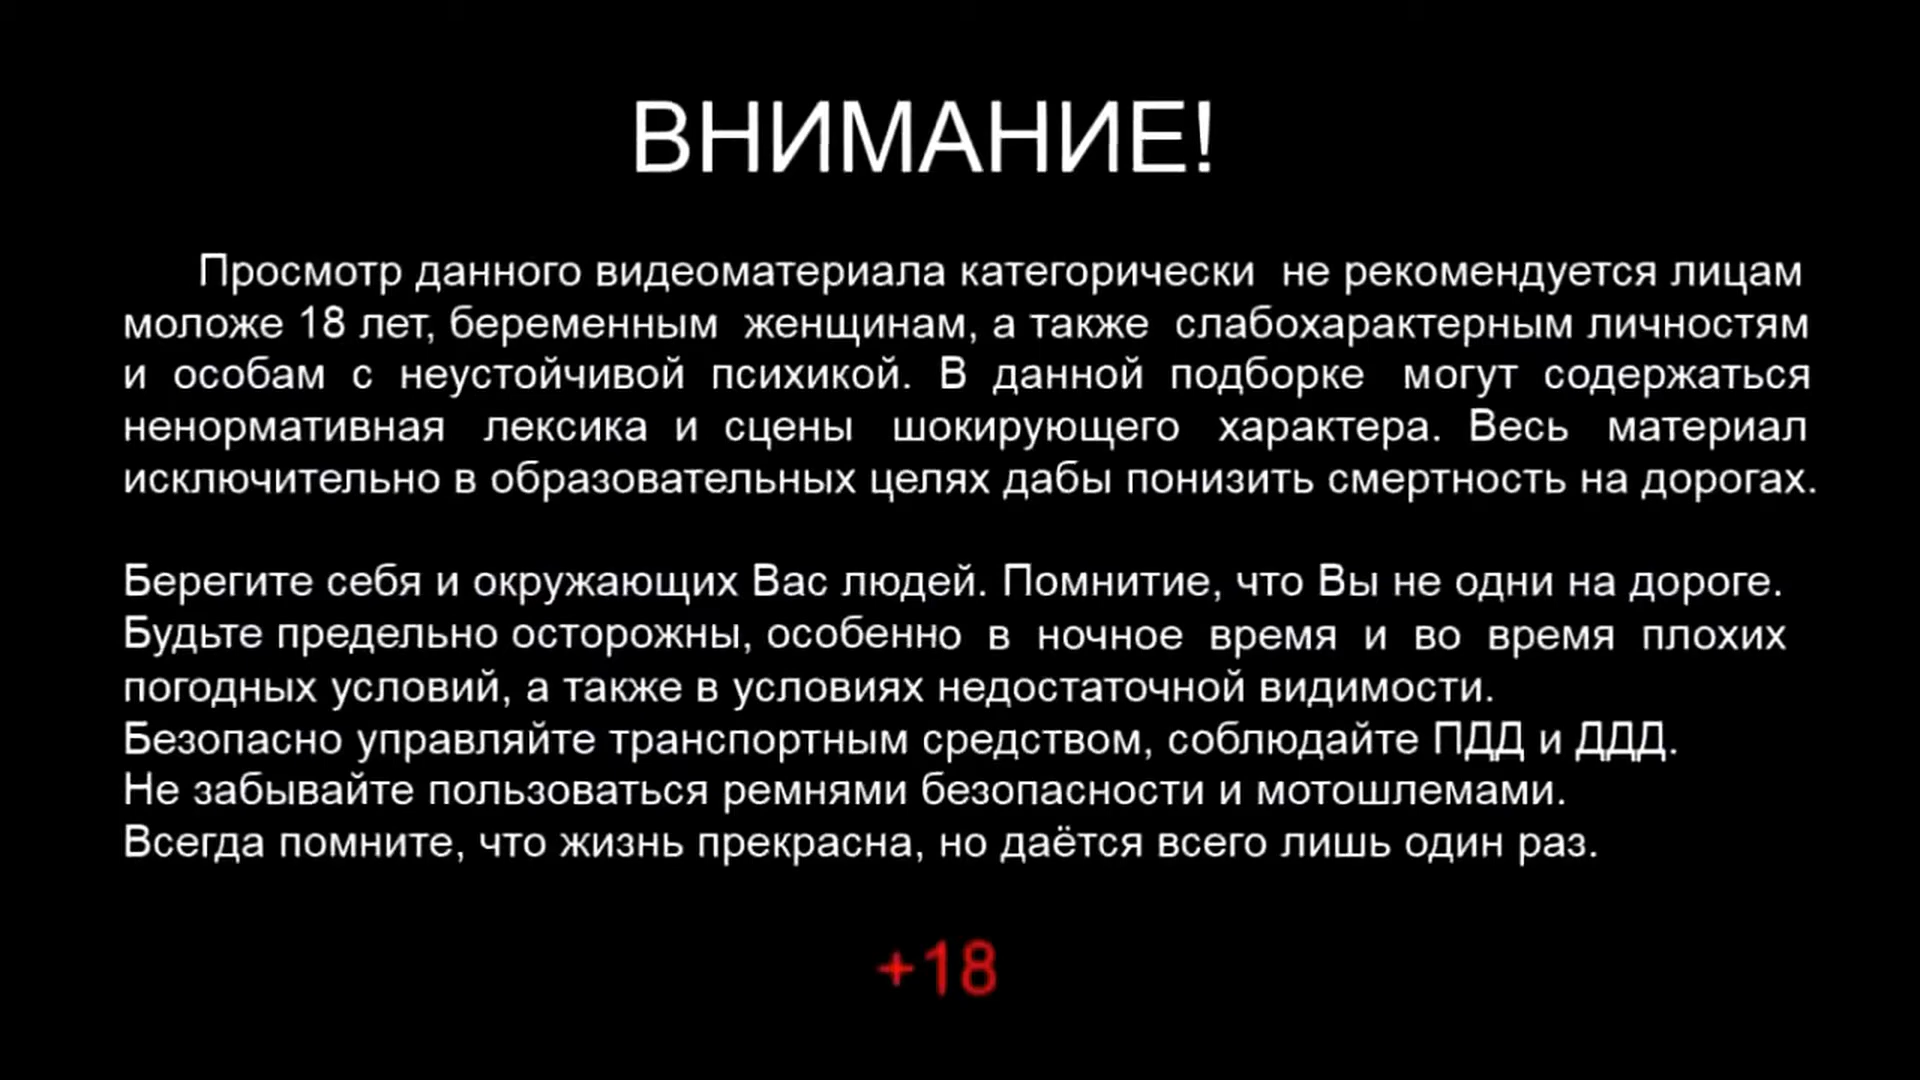 ВНИМАНИЕ!
Просмотр данного видеоматериала категорически не рекомендуется лицам
моложе 18 лет, беременным женщинам, а также слабохарактерным личностям
и особам с неустойчивой психикой. В данной подборке могут содержаться
ненормативная лексика и сцены шокирующего характера. Весь материал
исключительно в образовательных целях дабы понизить смертность на дорогах.
Берегите себя и окружающих Вас людей. Помнитие, что Вы не одни на дороге.
Будьте предельно осторожны, особенно в ночное время и во время плохих
погодных условий, а также в условиях недостаточной видимости.
Безопасно управляйте транспортным средством, соблюдайте ПДД и ДДД.
Не забывайте пользоваться ремнями безопасности и мотошлемами.
Всегда помните, что жизнь прекрасна, но даётся всего лишь один раз.
+18